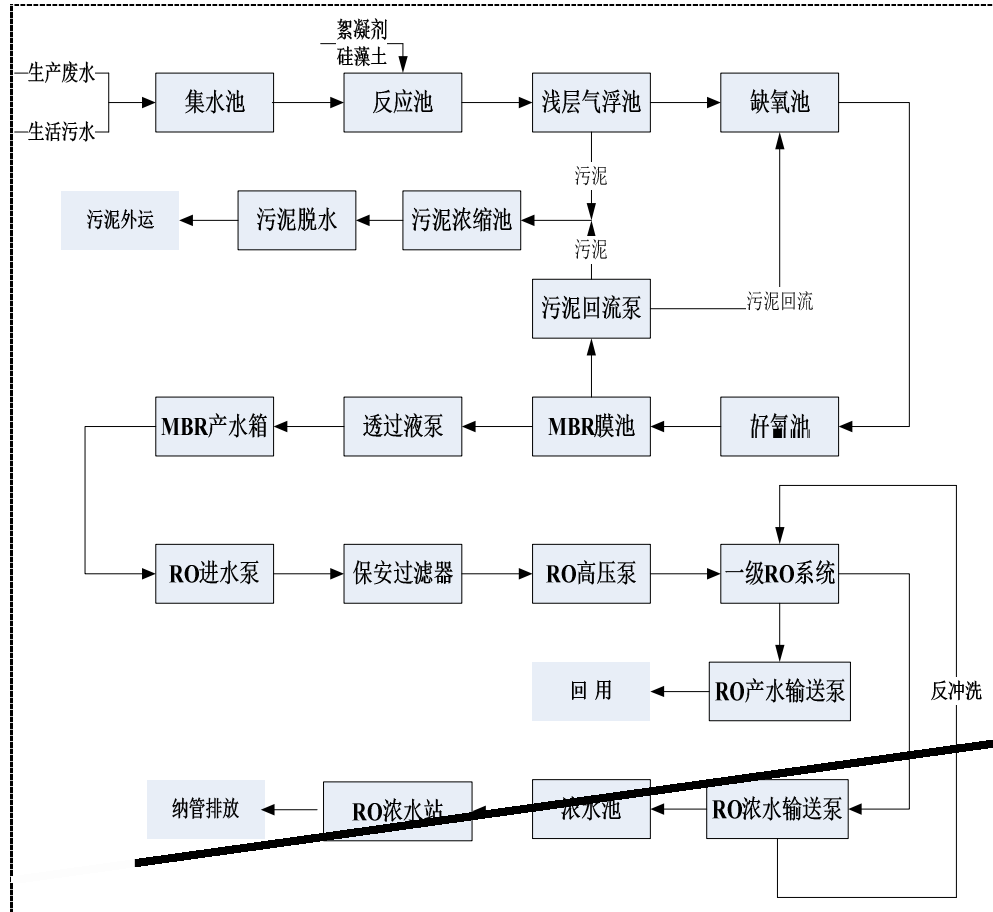 絮凝剂
硅藻土
生产废水
生活污水
集水池
反应池
浅层气浮池
缺氧池
污泥
污泥外运
污泥脱水
污泥浓缩池
污泥
污泥回流泵
污泥回流
MBR产水箱
透过液泵
MBR膜池
好氧池
RO进水泵
保安过滤器
RO高压泵
一级RO系统
回 用
RO产水输送泵
反冲洗
纳管排放
RO浓水站
浓水池
RO浓水输送泵